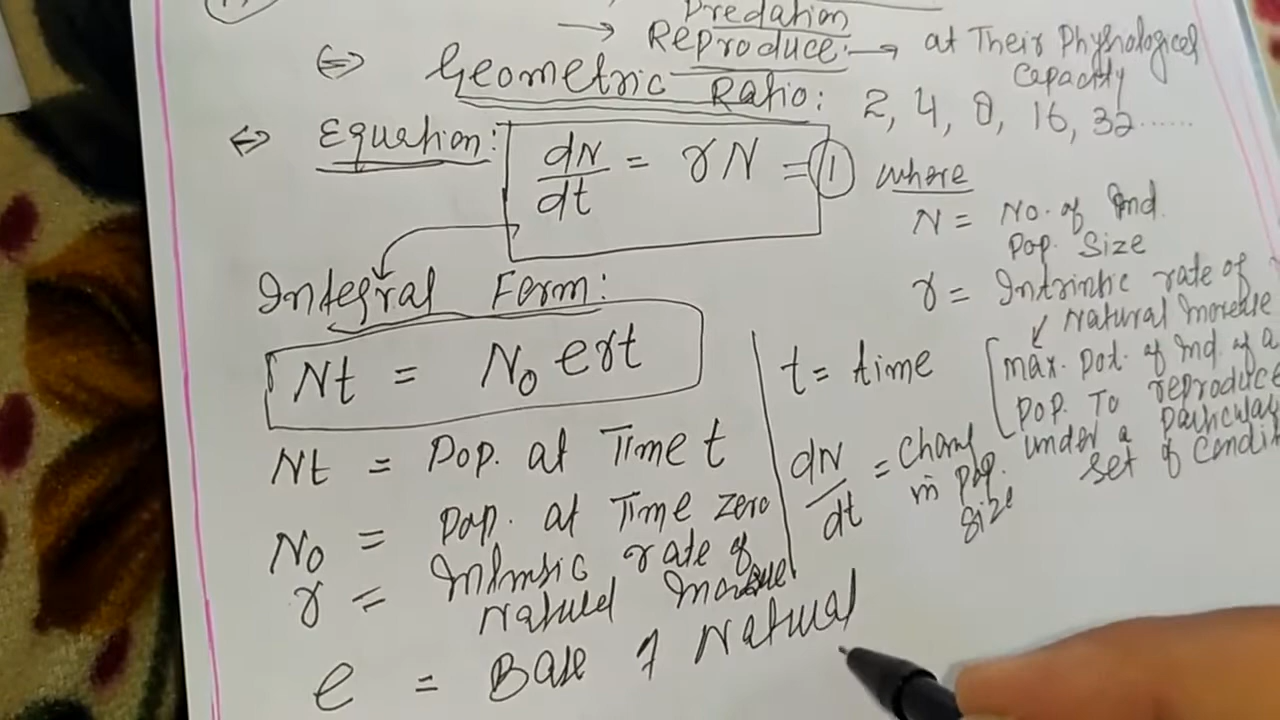 Predation
→ Reproduce: → at Their Physiological Capacity
⇔ Geometric Ratio: 2, 4, 8, 16, 32......
⇔ Equation: dN/dt = rN = ① where
N = No. of Ind.
Pop. Size
r = Intrinsic rate of
Natural Increase
Integral Form:
Nt = N₀ ert
t = time
[max. pot. of Ind. of a
pop. To reproduce
under a particular
set of Condit
Nt = Pop. at Time t
dN/dt = Chang in pop. size
N₀ = Pop. at Time zero
r = Intrinsic rate of
Natural Increase
e = Base of Natural